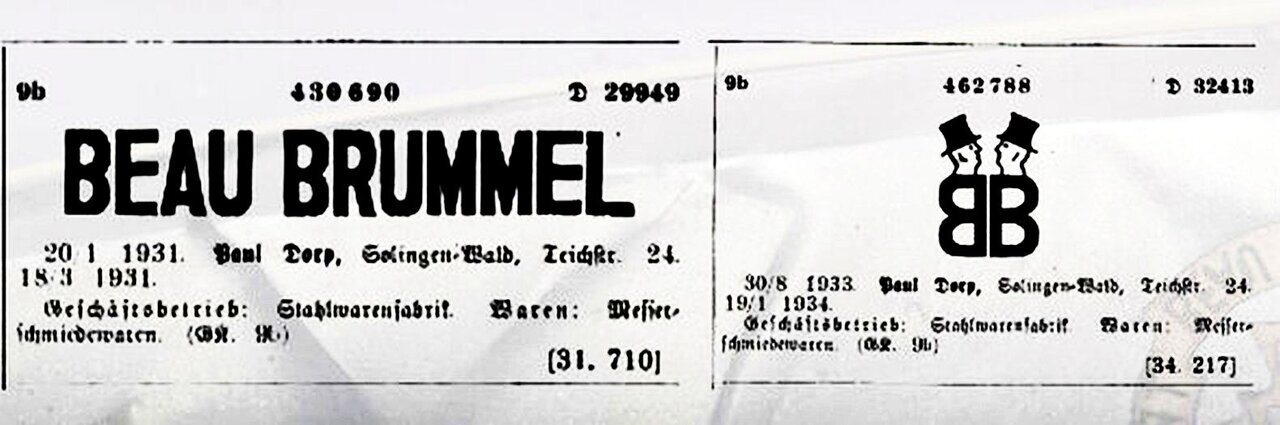 9b 430690 D 29949
BEAU BRUMMEL
20/1 1931. Paul Dorp, Solingen-Wald, Teichstr. 24.
18/3 1931.
Geschäftsbetrieb: Stahlwarenfabrik. Waren: Messer-
schmiedewaren. (Gkl. 9b)
[31. 710]
9b 462788 D 32413
BB
30/8 1933. Paul Dorp, Solingen-Wald, Teichstr. 24.
19/1 1934.
Geschäftsbetrieb: Stahlwarenfabrik. Waren: Messer-
schmiedewaren. (Gkl. 9b)
[34. 217]